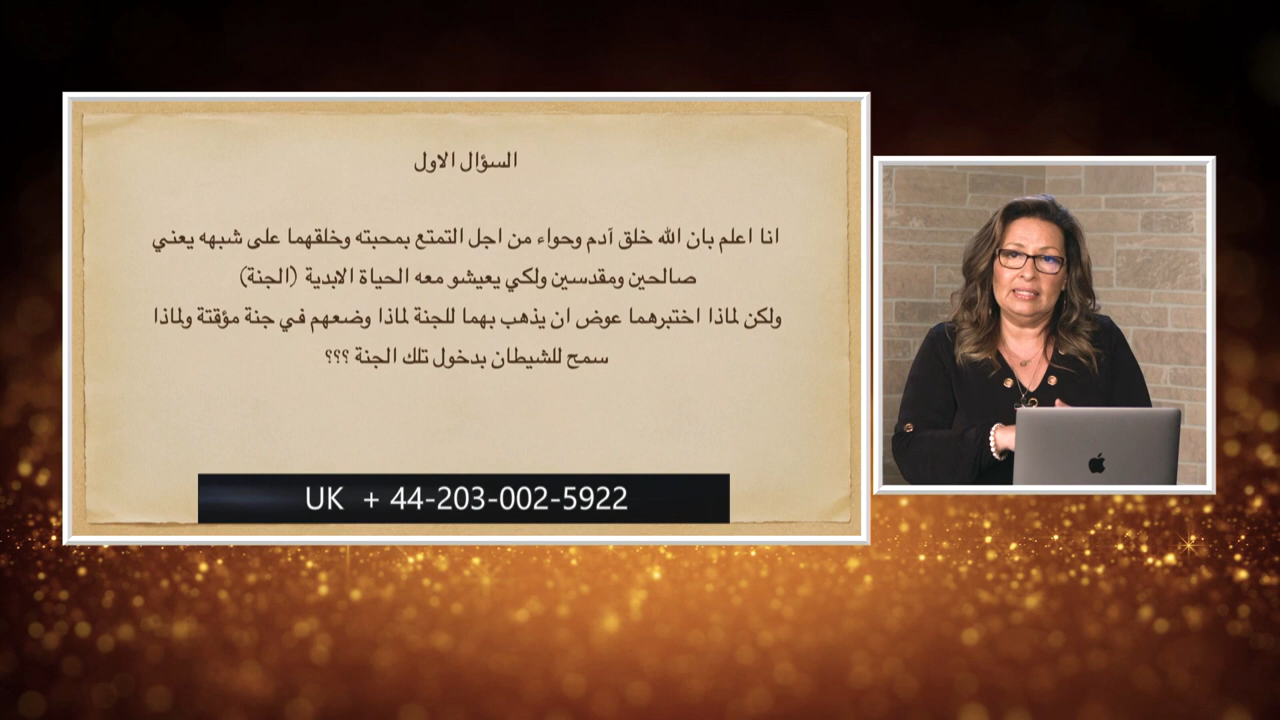 السؤال الاول
انا اعلم بان الله خلق آدم وحواء من اجل التمتع بمحبته وخلقهما على شبهه يعني
صالحين ومقدسين ولكي يعيشو معه الحياة الابدية (الجنة)
ولكن لماذا اختبرهما عوض ان يذهب بهما للجنة لماذا وضعهم في جنة مؤقتة ولماذا
سمح للشيطان بدخول تلك الجنة ؟؟؟
UK + 44-203-002-5922